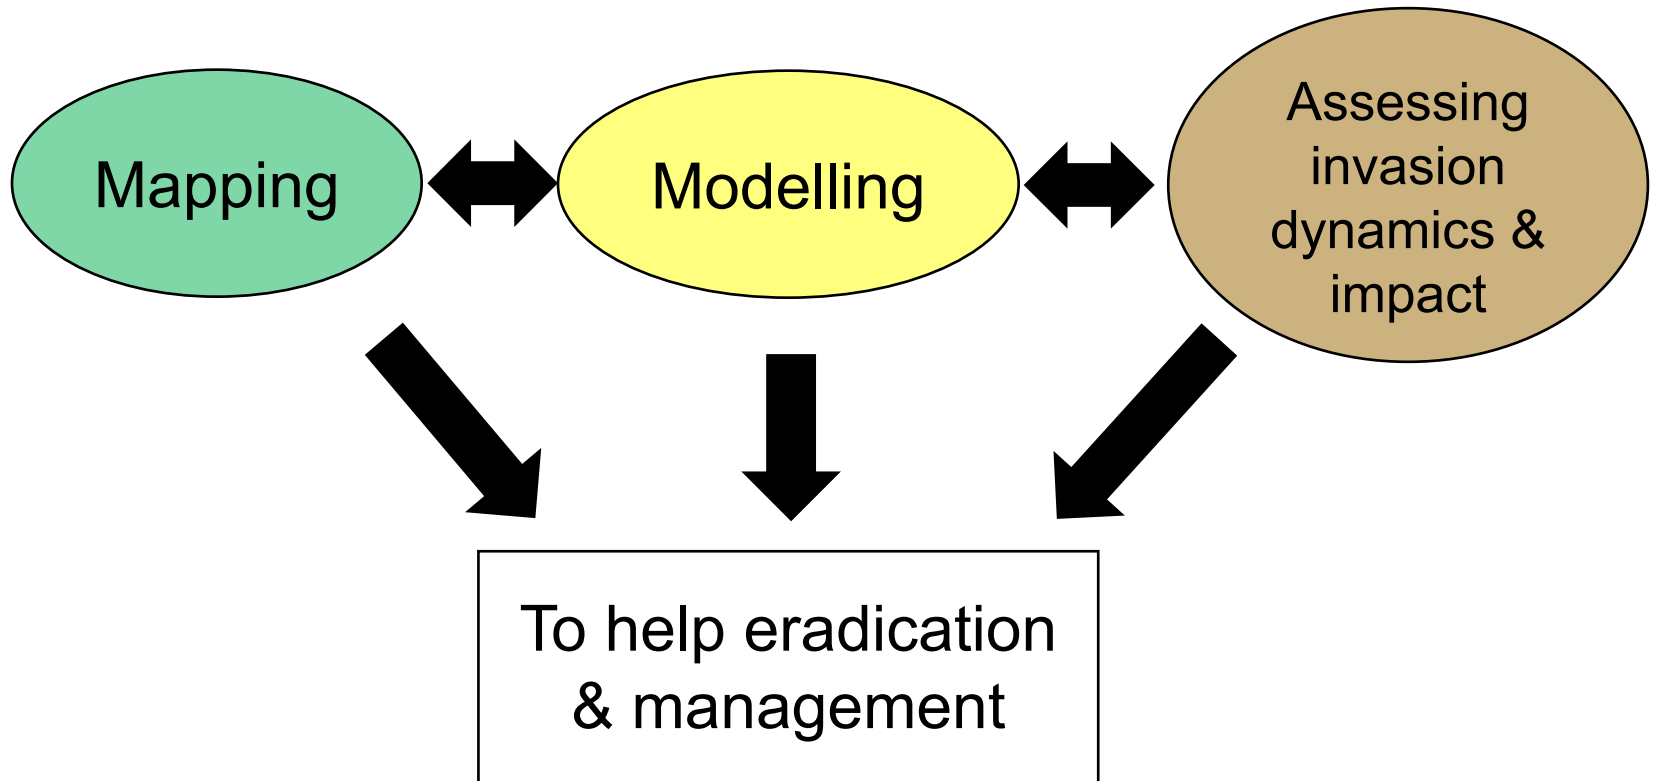 Mapping
Modelling
Assessing
invasion
dynamics &
impact
To help eradication
& management